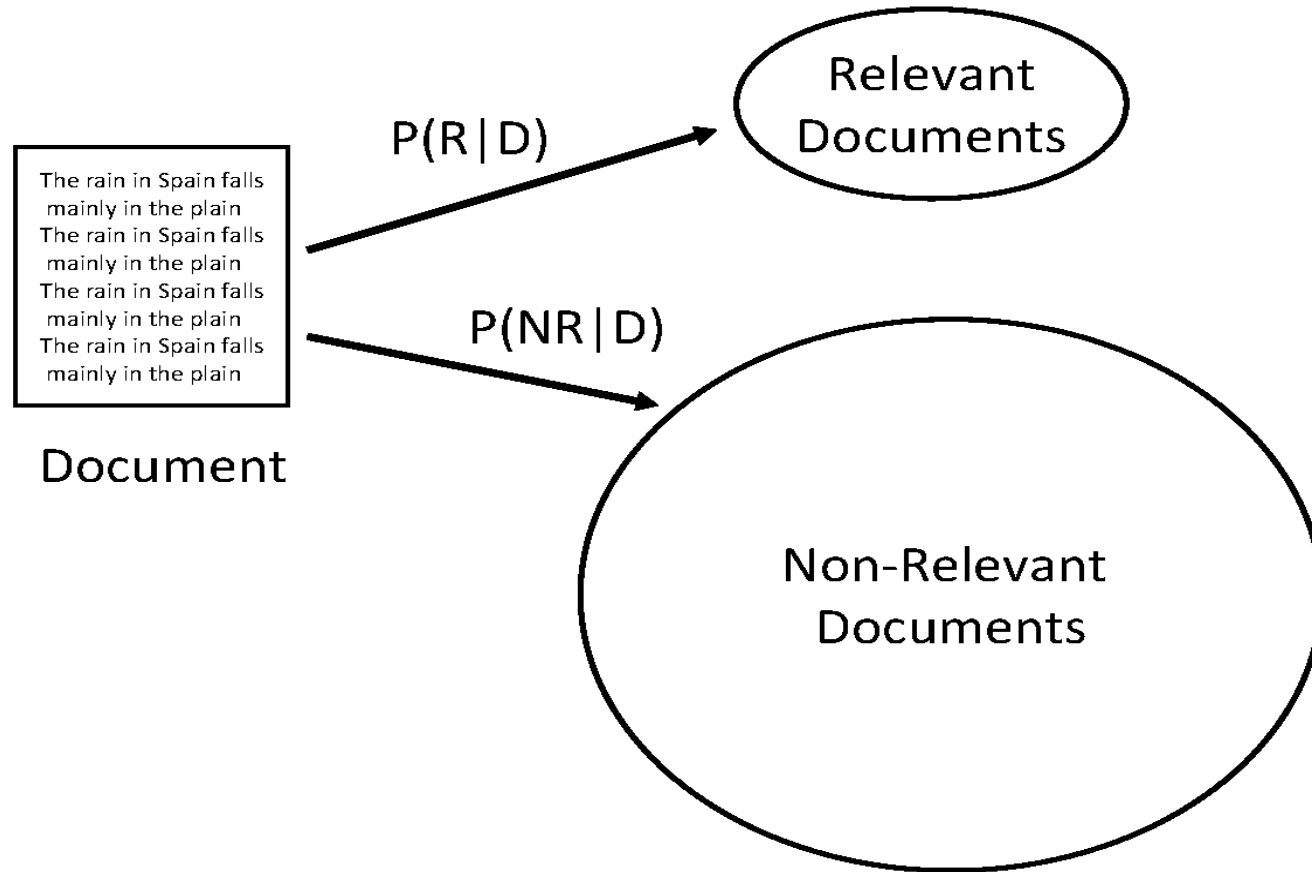 Relevant
Documents
P(R|D)
The rain in Spain falls
mainly in the plain
The rain in Spain falls
mainly in the plain
The rain in Spain falls
mainly in the plain
The rain in Spain falls
mainly in the plain
P(NR|D)
Document
Non-Relevant
Documents